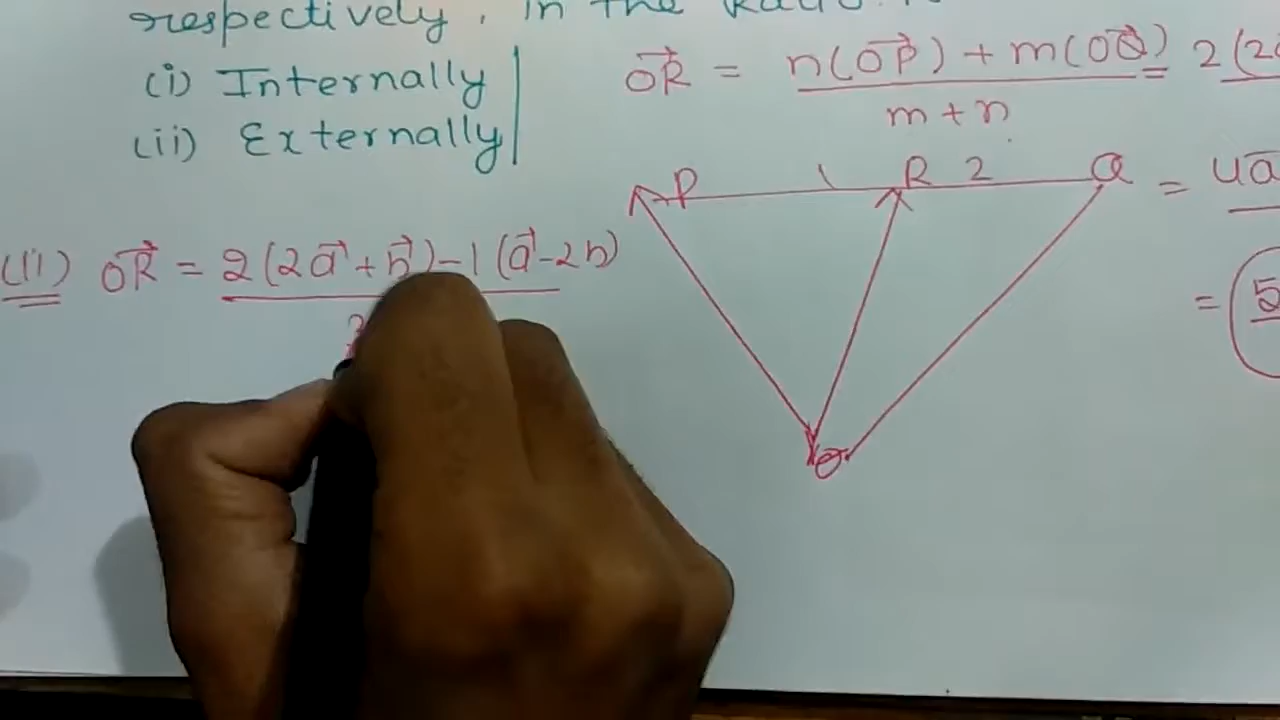 respectively, in the Ratio
(i) Internally
(ii) Externally
OR⃗ = n(OP⃗) + m(OQ⃗) / m + n 2(2
P 1 R 2 Q = 4a
(ii) OR⃗ = 2(2a⃗ + b⃗) - 1(a⃗ - 2b)
= 5
O